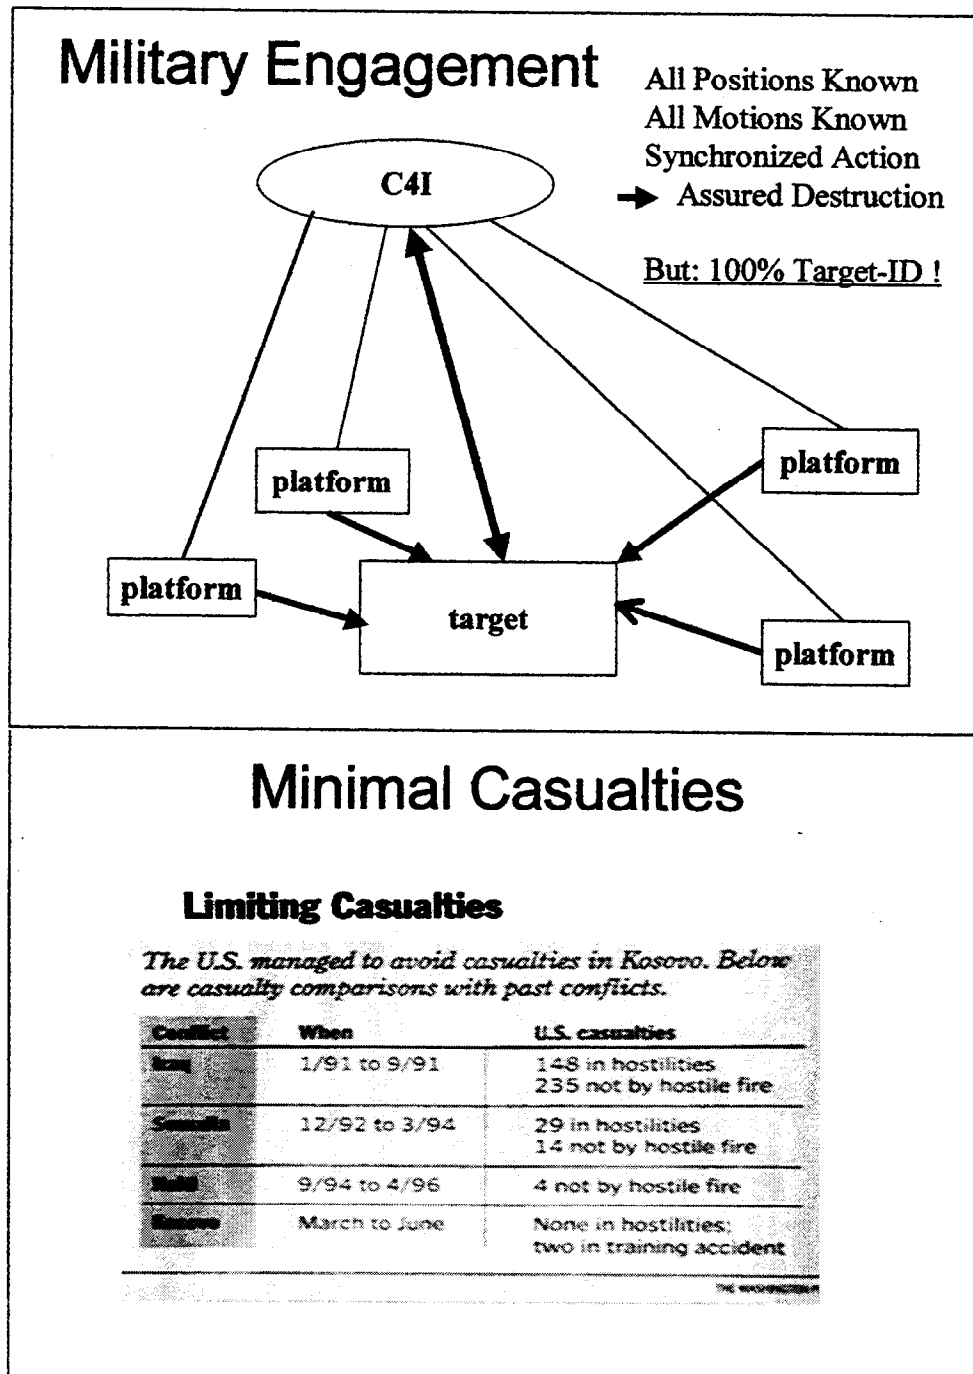 Military Engagement
All Positions Known
All Motions Known
Synchronized Action
Assured Destruction
But: 100% Target-ID !
C4I
platform
platform
platform
target
platform
Minimal Casualties
Limiting Casualties
The U.S. managed to avoid casualties in Kosovo. Below
are casualty comparisons with past conflicts.
Conflict When U.S. casualties
Iraq 1/91 to 9/91 148 in hostilities
235 not by hostile fire
Somalia 12/92 to 3/94 29 in hostilities
14 not by hostile fire
Haiti 9/94 to 4/96 4 not by hostile fire
Kosovo March to June None in hostilities;
two in training accident
THE